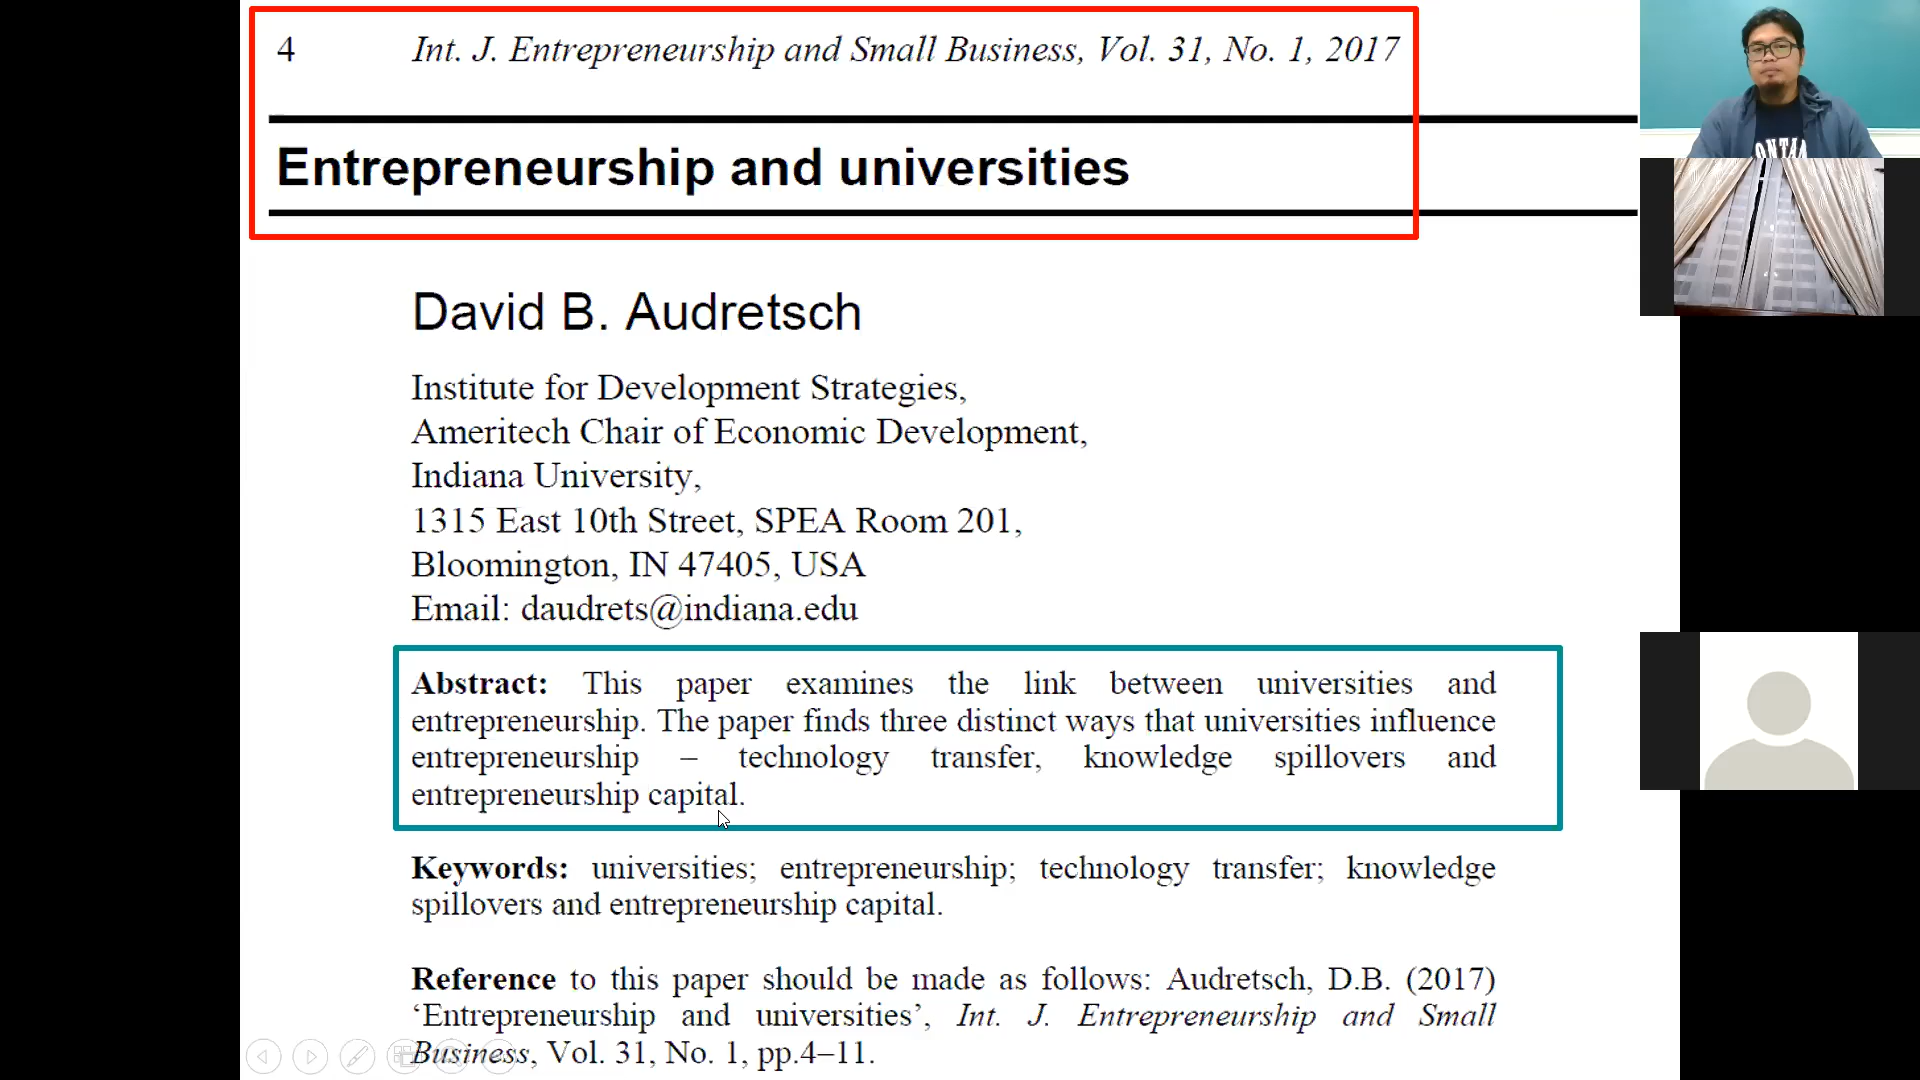 4 Int. J. Entrepreneurship and Small Business, Vol. 31, No. 1, 2017
Entrepreneurship and universities
David B. Audretsch
Institute for Development Strategies,
Ameritech Chair of Economic Development,
Indiana University,
1315 East 10th Street, SPEA Room 201,
Bloomington, IN 47405, USA
Email: daudrets@indiana.edu
Abstract: This paper examines the link between universities and
entrepreneurship. The paper finds three distinct ways that universities influence
entrepreneurship – technology transfer, knowledge spillovers and
entrepreneurship capital.
Keywords: universities; entrepreneurship; technology transfer; knowledge
spillovers and entrepreneurship capital.
Reference to this paper should be made as follows: Audretsch, D.B. (2017)
‘Entrepreneurship and universities’, Int. J. Entrepreneurship and Small
Business, Vol. 31, No. 1, pp.4–11.